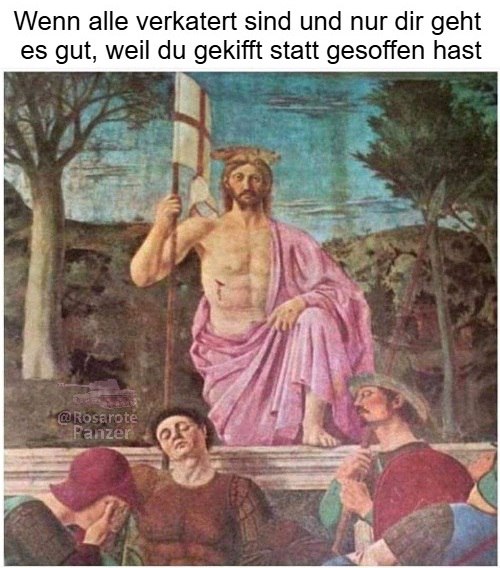 Wenn alle verkatert sind und nur dir geht
es gut, weil du gekifft statt gesoffen hast
@Rosarote
Panzer